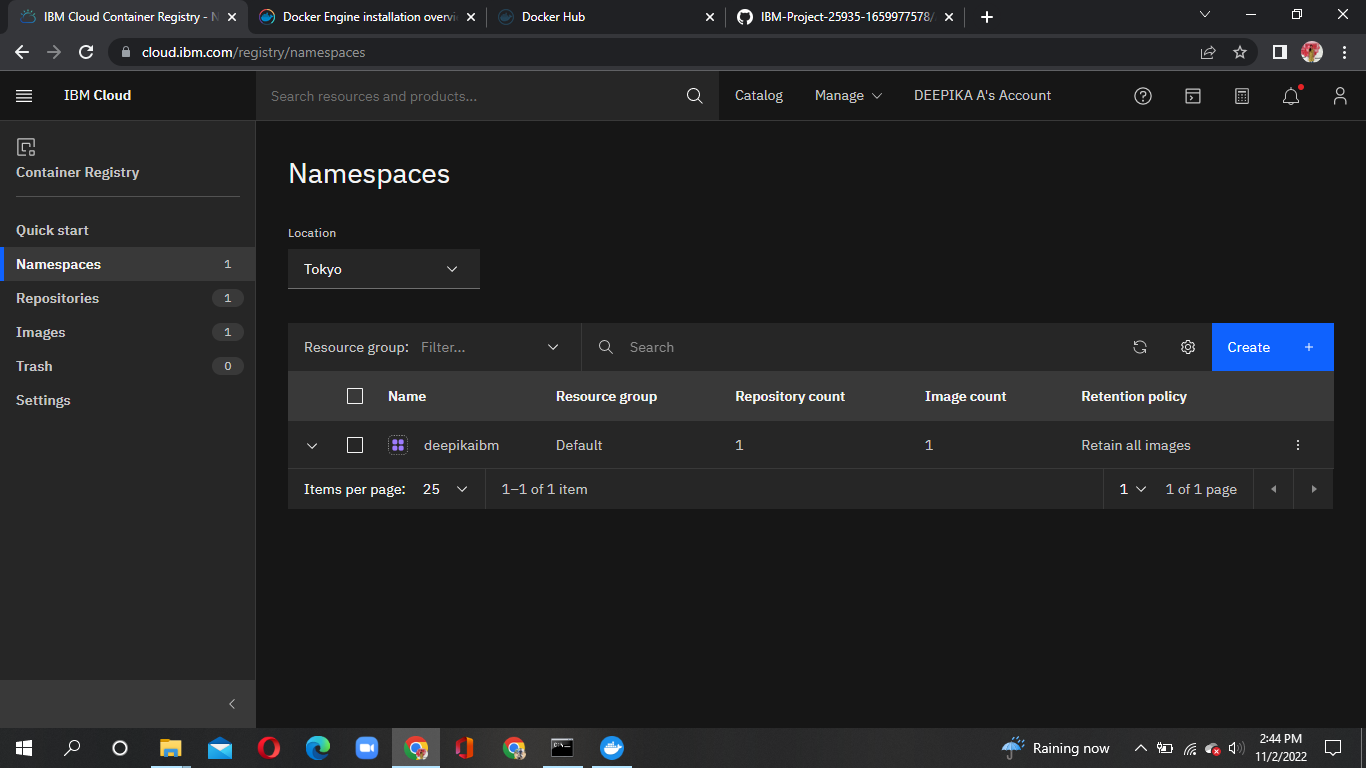 IBM Cloud Container Registry - N
Docker Engine installation overvi
Docker Hub
IBM-Project-25935-1659977578/
cloud.ibm.com/registry/namespaces
IBM Cloud
Search resources and products...
Catalog
Manage
DEEPIKA A's Account
Container Registry
Quick start
Namespaces 1
Repositories 1
Images 1
Trash 0
Settings
Namespaces
Location
Tokyo
Resource group: Filter...
Search
Create +
Name Resource group Repository count Image count Retention policy
deepikaibm Default 1 1 Retain all images
Items per page: 25 1–1 of 1 item 1 1 of 1 page
Raining now
2:44 PM
11/2/2022